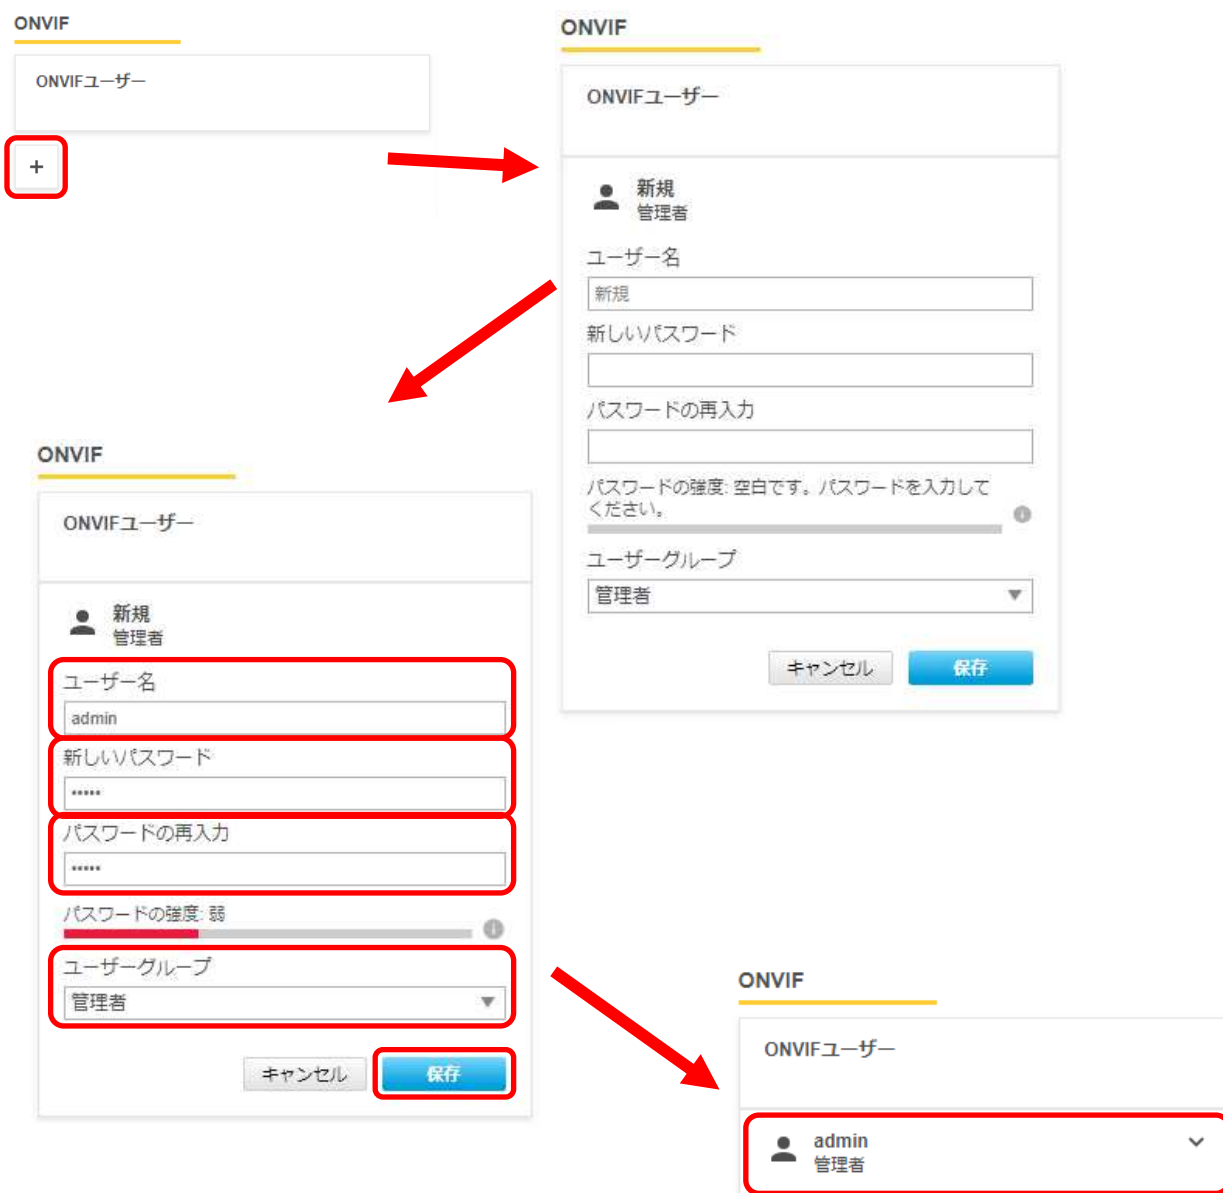 ONVIF
ONVIFユーザー
+
ONVIF
ONVIFユーザー
新規
管理者
ユーザー名
新規
新しいパスワード
パスワードの再入力
パスワードの強度: 空白です。パスワードを入力して
ください。
ユーザーグループ
管理者
キャンセル 保存
ONVIF
ONVIFユーザー
新規
管理者
ユーザー名
admin
新しいパスワード
•••••
パスワードの再入力
•••••
パスワードの強度: 弱
ユーザーグループ
管理者
キャンセル 保存
ONVIF
ONVIFユーザー
admin
管理者